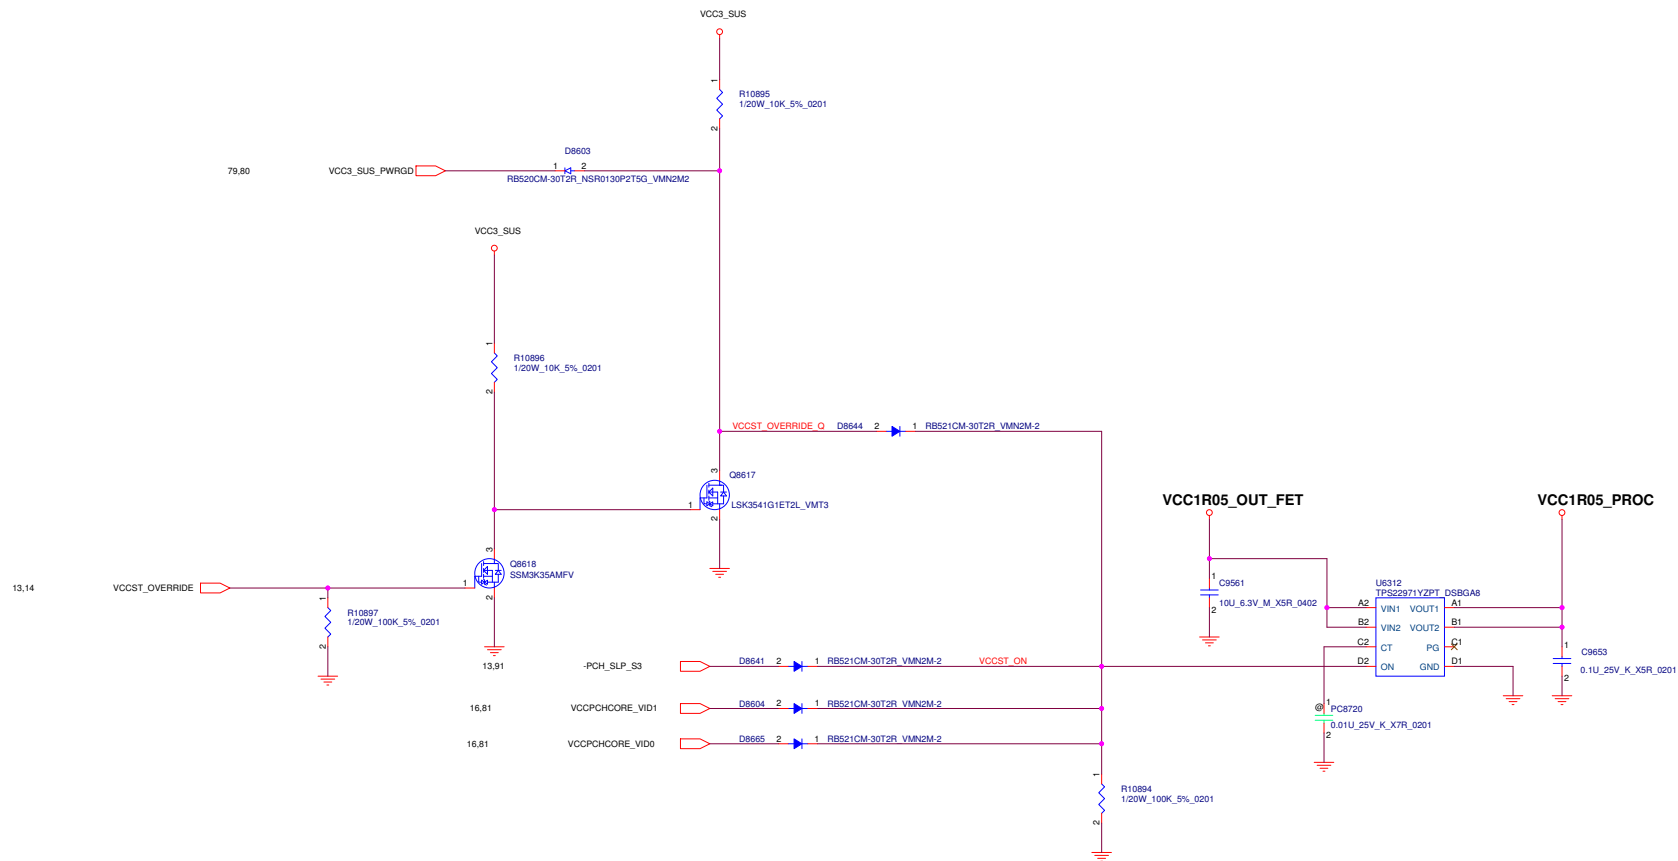 VCC3_SUS
1
R10895
1/20W_10K_5%_0201
2
D8603
79,80
VCC3_SUS_PWRGD
1 2
RB520CM-30T2R_NSR0130P2T5G_VMN2M2
VCC3_SUS
1
R10896
1/20W_10K_5%_0201
2
VCCST_OVERRIDE_Q D8644 2 1 RB521CM-30T2R_VMN2M-2
3
Q8617
1
LSK3541G1ET2L_VMT3
2
VCC1R05_OUT_FET
VCC1R05_PROC
3
Q8618
SSM3K35AMFV
13,14
VCCST_OVERRIDE
1
2
1
R10897
1/20W_100K_5%_0201
2
1
C9561
10U_6.3V_M_X5R_0402
2
U6312
TPS22971YZPT_DSBGA8
A2 VIN1 VOUT1 A1
B2 VIN2 VOUT2 B1
C2 CT PG C1
D2 ON GND D1
1
C9653
0.1U_25V_K_X5R_0201
2
13,91
-PCH_SLP_S3
D8641 2 1 RB521CM-30T2R_VMN2M-2
VCCST_ON
16,81
VCCPCHCORE_VID1
D8604 2 1 RB521CM-30T2R_VMN2M-2
@
1
PC8720
0.01U_25V_K_X7R_0201
2
16,81
VCCPCHCORE_VID0
D8665 2 1 RB521CM-30T2R_VMN2M-2
1
R10894
1/20W_100K_5%_0201
2